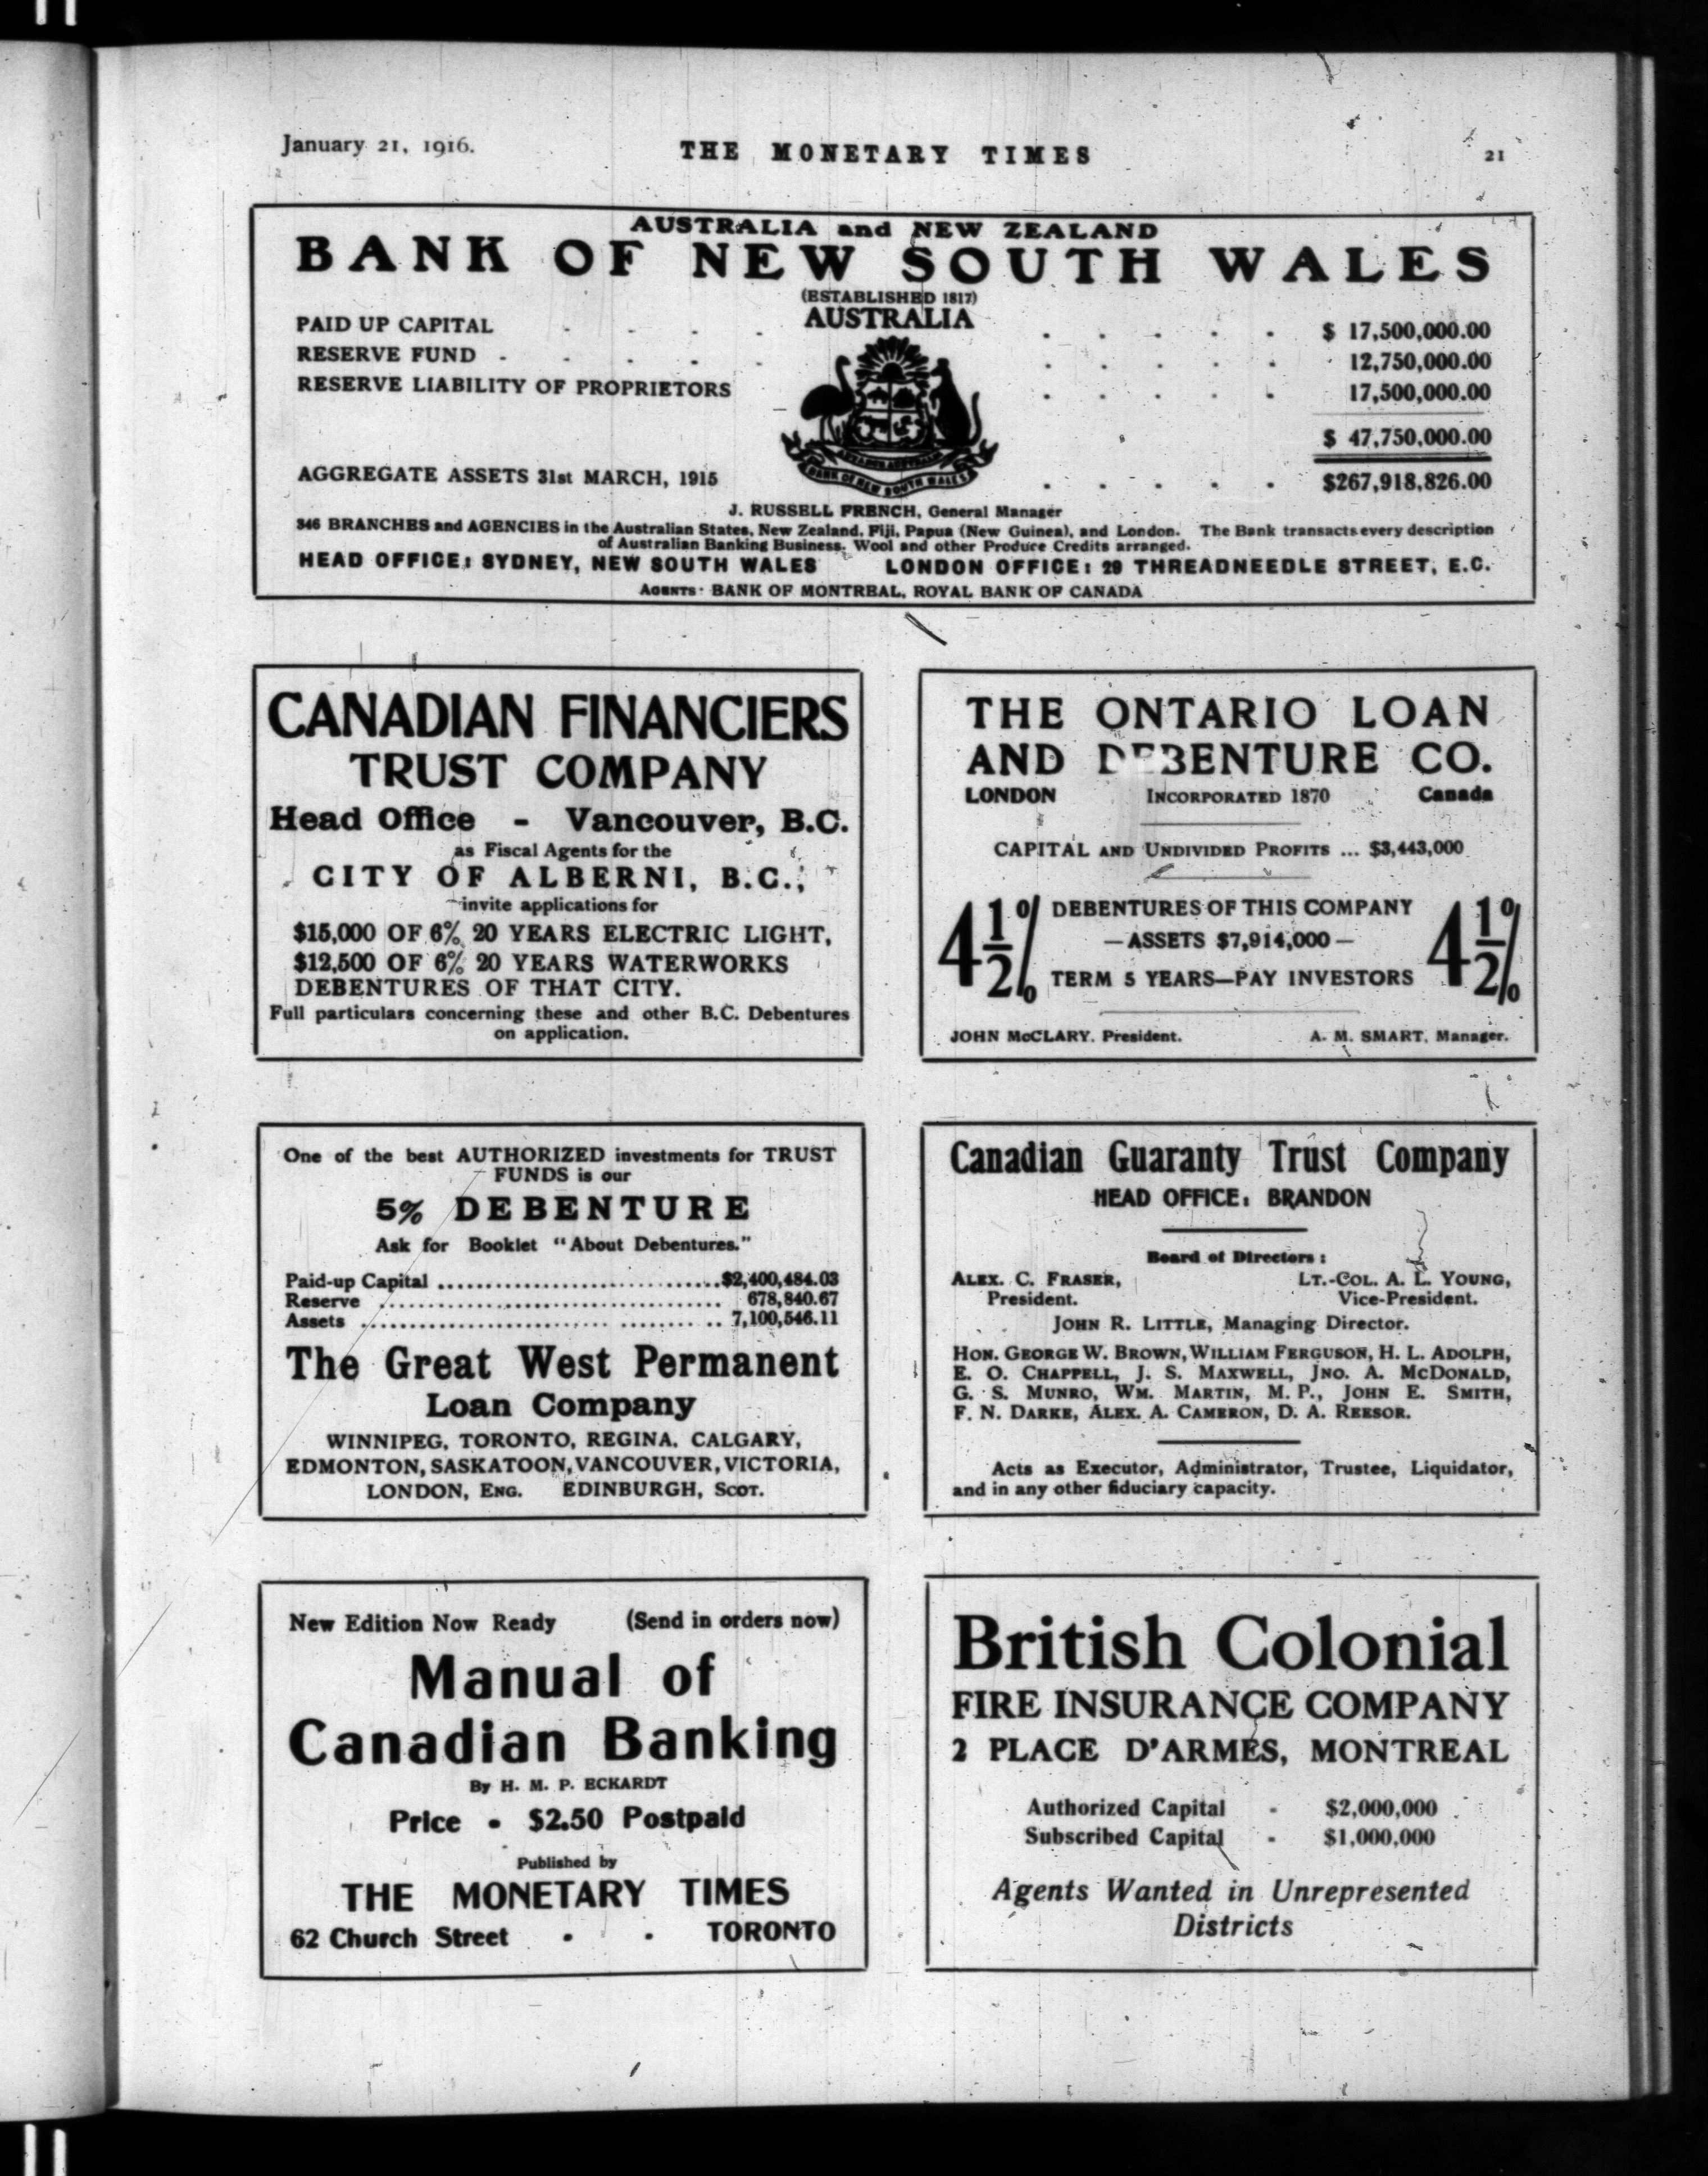 January 21, 1916.
THE MONETARY TIMES
21
AUSTRALIA and NEW ZEALAND
BANK OF NEW SOUTH WALES
(ESTABLISHED 1817)
AUSTRALIA
PAID UP CAPITAL - - - - - - - - - $ 17,500,000.00
RESERVE FUND - - - - - - - - - - 12,750,000.00
RESERVE LIABILITY OF PROPRIETORS - - - - - 17,500,000.00
$ 47,750,000.00
AGGREGATE ASSETS 31st MARCH, 1915 - - - - - $267,918,826.00
ADVANCE AUSTRALIA
BANK OF NEW SOUTH WALES
J. RUSSELL FRENCH, General Manager
346 BRANCHES and AGENCIES in the Australian States, New Zealand, Fiji, Papua (New Guinea), and London. The Bank transacts every description
of Australian Banking Business. Wool and other Produce Credits arranged.
HEAD OFFICE: SYDNEY, NEW SOUTH WALES LONDON OFFICE: 29 THREADNEEDLE STREET, E.C.
AGENTS: BANK OF MONTREAL, ROYAL BANK OF CANADA
CANADIAN FINANCIERS
TRUST COMPANY
Head Office - Vancouver, B.C.
as Fiscal Agents for the
CITY OF ALBERNI, B.C.,
invite applications for
$15,000 OF 6% 20 YEARS ELECTRIC LIGHT,
$12,500 OF 6% 20 YEARS WATERWORKS
DEBENTURES OF THAT CITY.
Full particulars concerning these and other B.C. Debentures
on application.
THE ONTARIO LOAN
AND DEBENTURE CO.
LONDON INCORPORATED 1870 Canada
CAPITAL AND UNDIVIDED PROFITS ... $3,443,000
4½% DEBENTURES OF THIS COMPANY 4½%
—ASSETS $7,914,000—
TERM 5 YEARS—PAY INVESTORS
JOHN McCLARY, President. A. M. SMART, Manager.
One of the best AUTHORIZED investments for TRUST
FUNDS is our
5% DEBENTURE
Ask for Booklet "About Debentures."
Paid-up Capital ..............................$2,400,484.03
Reserve .................................... 678,840.67
Assets ..................................... 7,100,546.11
The Great West Permanent
Loan Company
WINNIPEG, TORONTO, REGINA, CALGARY,
EDMONTON, SASKATOON, VANCOUVER, VICTORIA,
LONDON, ENG. EDINBURGH, SCOT.
Canadian Guaranty Trust Company
HEAD OFFICE: BRANDON
Board of Directors:
ALEX. C. FRASER, LT.-COL. A. L. YOUNG,
President. Vice-President.
JOHN R. LITTLE, Managing Director.
HON. GEORGE W. BROWN, WILLIAM FERGUSON, H. L. ADOLPH,
E. O. CHAPPELL, J. S. MAXWELL, JNO. A. MCDONALD,
G. S. MUNRO, WM. MARTIN, M. P., JOHN E. SMITH,
F. N. DARKE, ALEX. A. CAMERON, D. A. REESOR.
Acts as Executor, Administrator, Trustee, Liquidator,
and in any other fiduciary capacity.
New Edition Now Ready (Send in orders now)
Manual of
Canadian Banking
By H. M. P. ECKARDT
Price - $2.50 Postpaid
Published by
THE MONETARY TIMES
62 Church Street - - TORONTO
British Colonial
FIRE INSURANCE COMPANY
2 PLACE D'ARMES, MONTREAL
Authorized Capital - $2,000,000
Subscribed Capital - $1,000,000
Agents Wanted in Unrepresented
Districts